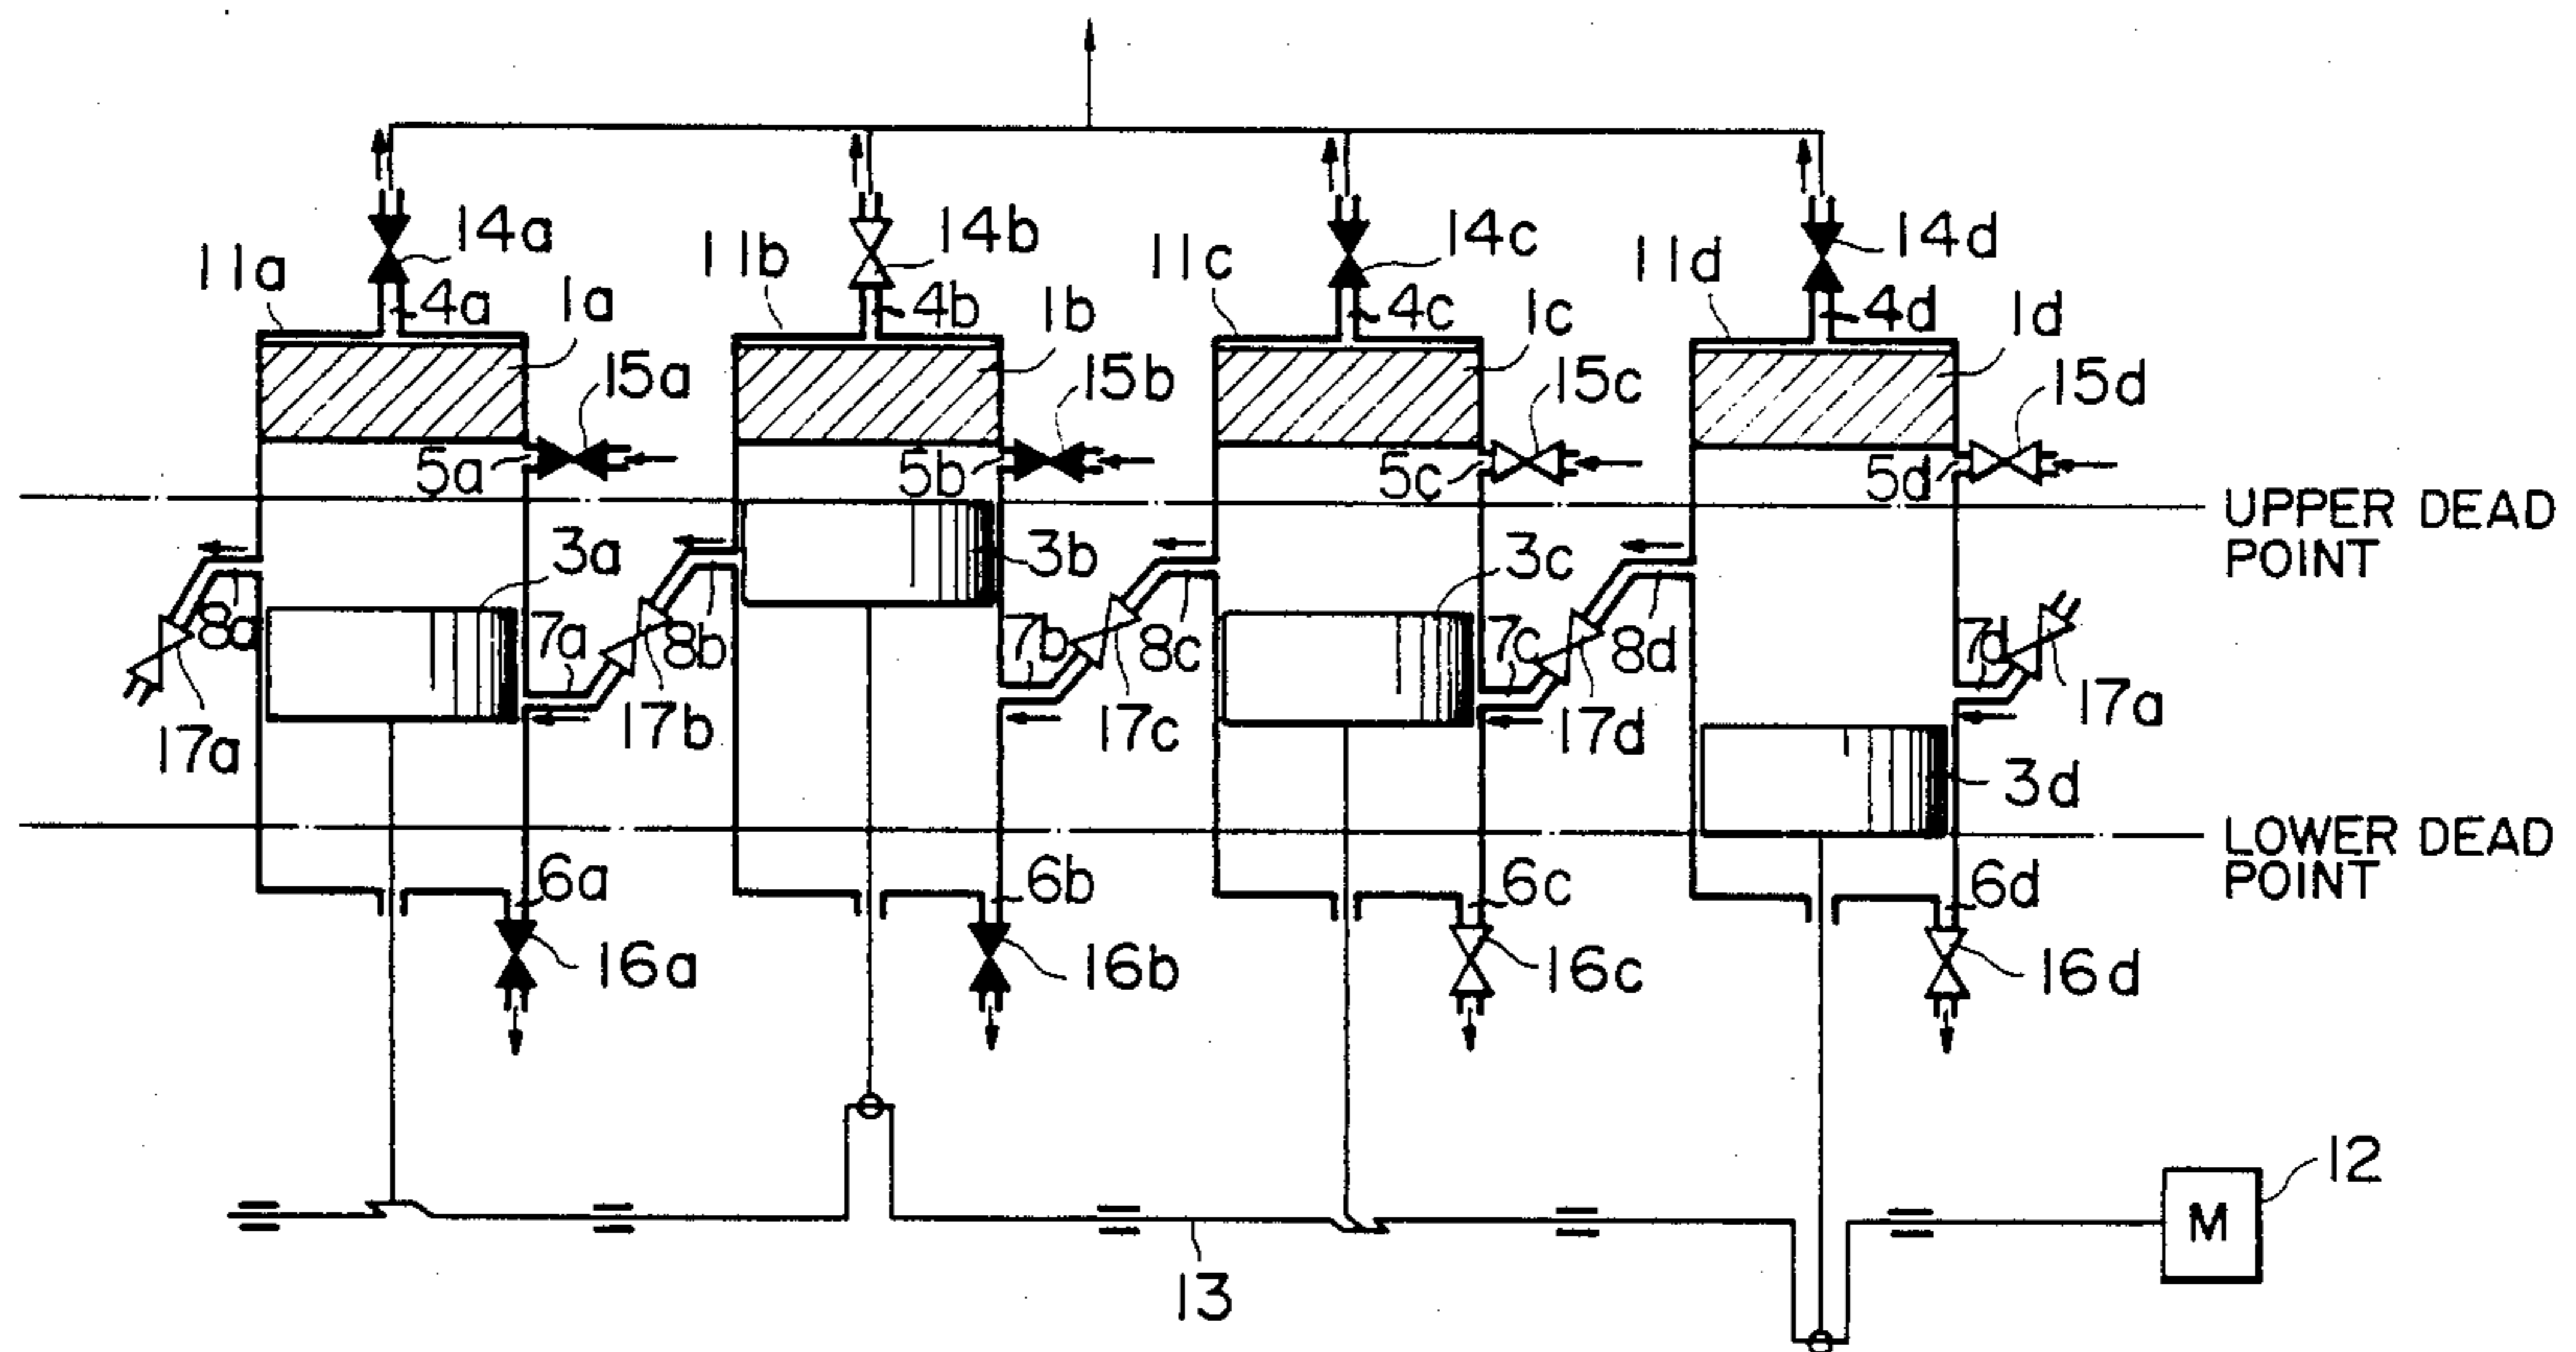 14a 14b 14c 14d
11a 11b 11c 11d
4a 1a 4b 1b 4c 1c 4d 1d
15a 15b 15c 15d
5a 5b 5c 5d
UPPER DEAD
POINT
3a 3b 3c
8a 7a 8b 7b 8c 7c 8d 7d
17a 17b 17c 17d 17a
3d
LOWER DEAD
POINT
6a 6b 6c 6d
16a 16b 16c 16d
12
M
13